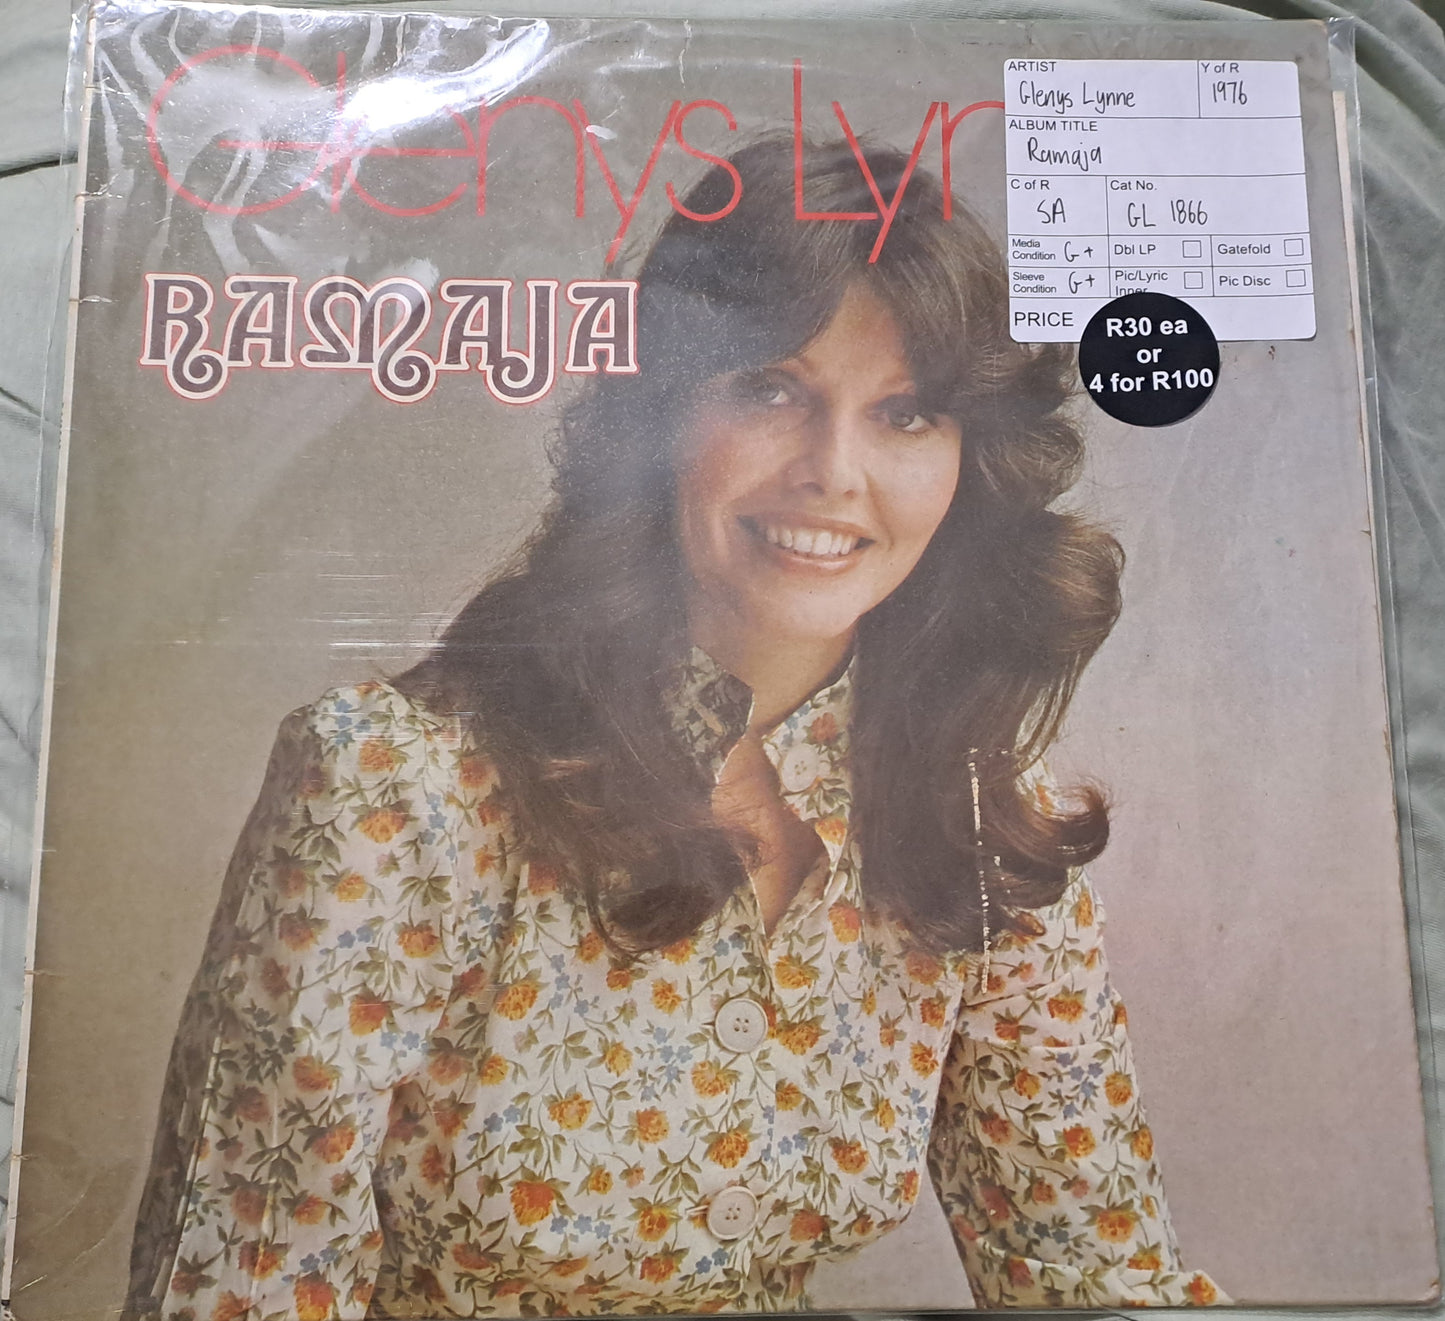 Glenys Lyn
RAMAJA
ARTIST
Glenys Lynne
Y of R
1976
ALBUM TITLE
Ramaja
C of R
SA
Cat No.
GL 1866
Media
Condition G+
Dbl LP
Gatefold
Sleeve
Condition G+
Pic/Lyric
Inner
Pic Disc
PRICE
R30 ea
or
4 for R100